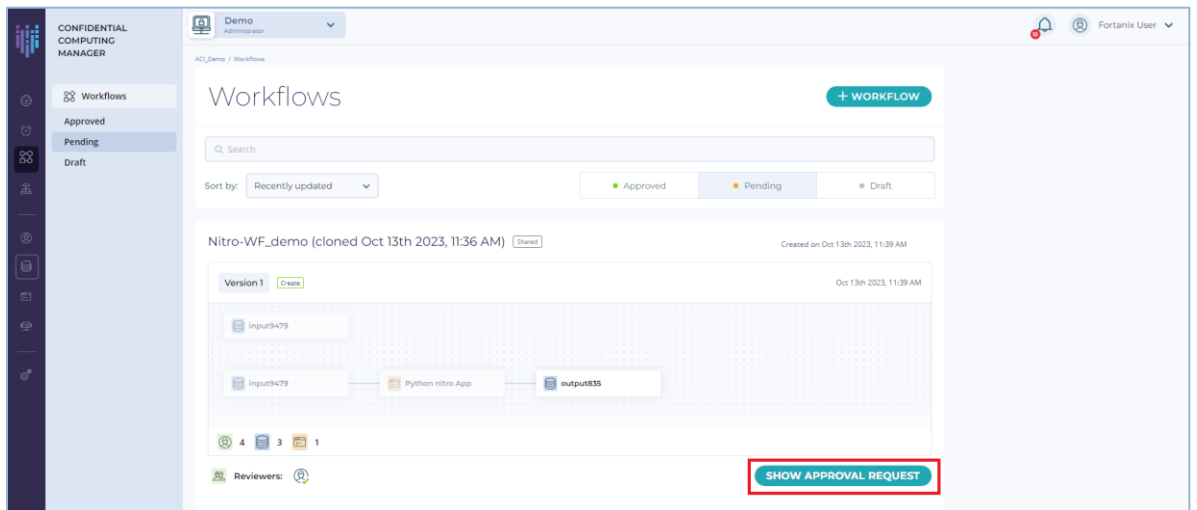 CONFIDENTIAL
COMPUTING
MANAGER
Demo
Administrator
Fortanix User
ACI_Demo / Workflows
Workflows
Approved
Pending
Draft
Workflows
+ WORKFLOW
Search
Sort by: Recently updated
Approved Pending Draft
Nitro-WF_demo (cloned Oct 13th 2023, 11:36 AM) Shared
Created on Oct 13th 2023, 11:39 AM
Version 1 Create
Oct 13th 2023, 11:39 AM
input9479
input9479 Python nitro App output835
4 3 1
Reviewers:
SHOW APPROVAL REQUEST